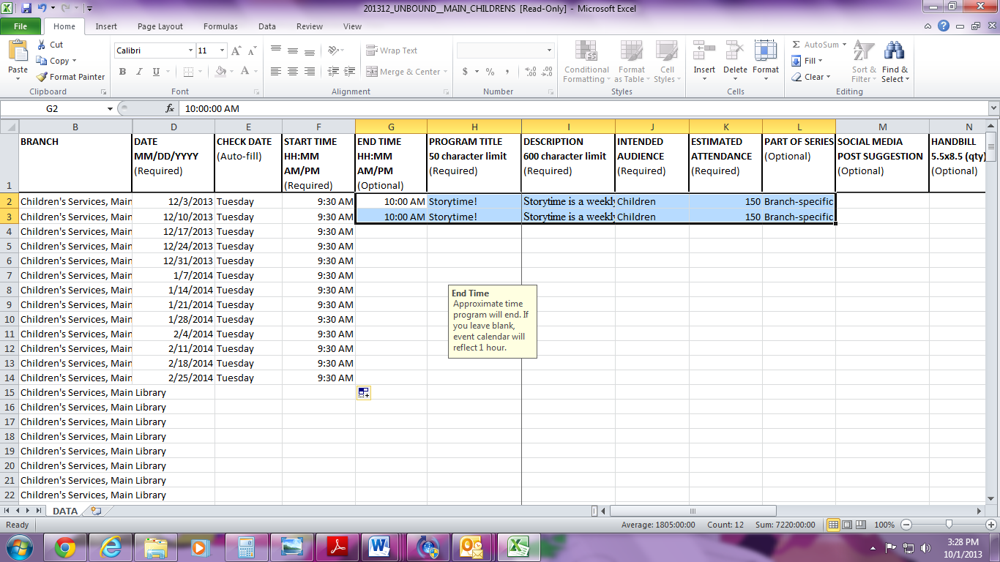 201312_UNBOUND__MAIN_CHILDRENS [Read-Only] - Microsoft Excel
File Home Insert Page Layout Formulas Data Review View
Paste
Cut
Copy
Format Painter
Calibri 11
B I U
Wrap Text
Merge & Center
$ % ,
Conditional Formatting
Format as Table
Cell Styles
Insert
Delete
Format
Σ AutoSum
Fill
Clear
Sort & Filter
Find & Select
Clipboard Font Alignment Number Styles Cells Editing
G2 fx 10:00:00 AM
B D E F G H I J K L M N
BRANCH DATE CHECK DATE START TIME END TIME PROGRAM TITLE DESCRIPTION INTENDED ESTIMATED PART OF SERIES SOCIAL MEDIA HANDBILL
MM/DD/YYYY (Auto-fill) HH:MM HH:MM 50 character limit 600 character limit AUDIENCE ATTENDANCE (Optional) POST SUGGESTION 5.5x8.5 (qty)
(Required) AM/PM AM/PM (Required) (Required) (Required) (Required) (Optional) (Optional)
1 (Required) (Optional)
2 Children's Services, Main 12/3/2013 Tuesday 9:30 AM 10:00 AM Storytime! Storytime is a weekly Children 150 Branch-specific
3 Children's Services, Main 12/10/2013 Tuesday 9:30 AM 10:00 AM Storytime! Storytime is a weekly Children 150 Branch-specific
4 Children's Services, Main 12/17/2013 Tuesday 9:30 AM
5 Children's Services, Main 12/24/2013 Tuesday 9:30 AM
6 Children's Services, Main 12/31/2013 Tuesday 9:30 AM
7 Children's Services, Main 1/7/2014 Tuesday 9:30 AM
8 Children's Services, Main 1/14/2014 Tuesday 9:30 AM
9 Children's Services, Main 1/21/2014 Tuesday 9:30 AM
10 Children's Services, Main 1/28/2014 Tuesday 9:30 AM
11 Children's Services, Main 2/4/2014 Tuesday 9:30 AM
12 Children's Services, Main 2/11/2014 Tuesday 9:30 AM
13 Children's Services, Main 2/18/2014 Tuesday 9:30 AM
14 Children's Services, Main 2/25/2014 Tuesday 9:30 AM
End Time
Approximate time
program will end. If
you leave blank,
event calendar will
reflect 1 hour.
15 Children's Services, Main Library
16 Children's Services, Main Library
17 Children's Services, Main Library
18 Children's Services, Main Library
19 Children's Services, Main Library
20 Children's Services, Main Library
21 Children's Services, Main Library
22 Children's Services, Main Library
DATA
Ready Average: 1805:00:00 Count: 12 Sum: 7220:00:00 100%
3:28 PM
10/1/2013